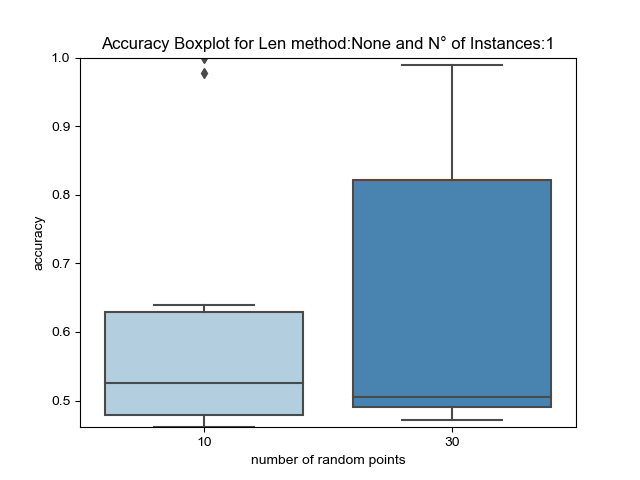 Accuracy Boxplot for Len method:None and N° of Instances:1
1.0
0.9
0.8
0.7
0.6
0.5
accuracy
10 30
number of random points